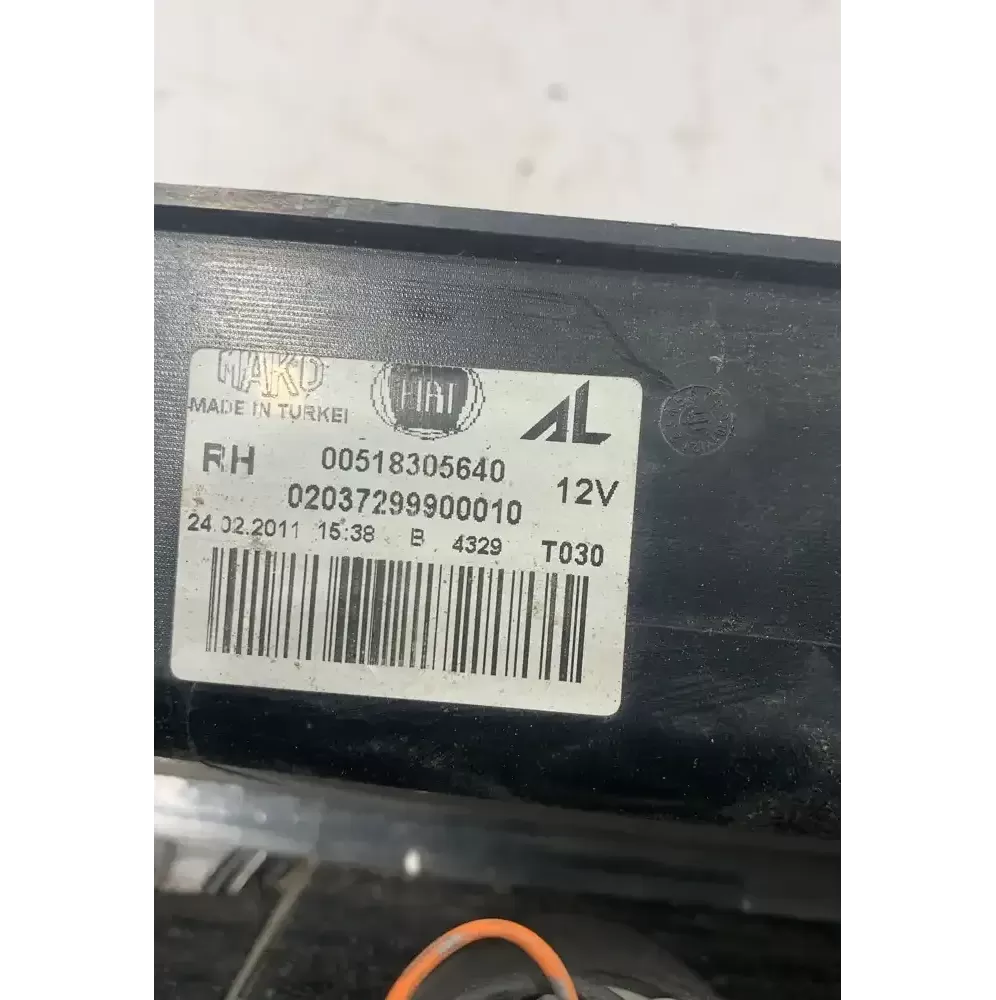 MAKO
MADE IN TURKEI
FIAT
AL
RH 00518305640
02037299900010 12V
24.02.2011 15:38 B 4329 T030